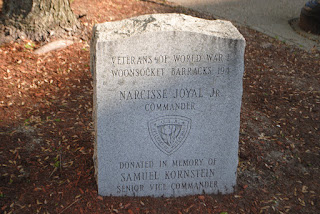 VETERANS OF WORLD WAR I
WOONSOCKET BARRACKS
NARCISSE JOYAL JR.
COMMANDER
DONATED IN MEMORY OF
SAMUEL KORNSTEIN
SENIOR VICE COMMANDER